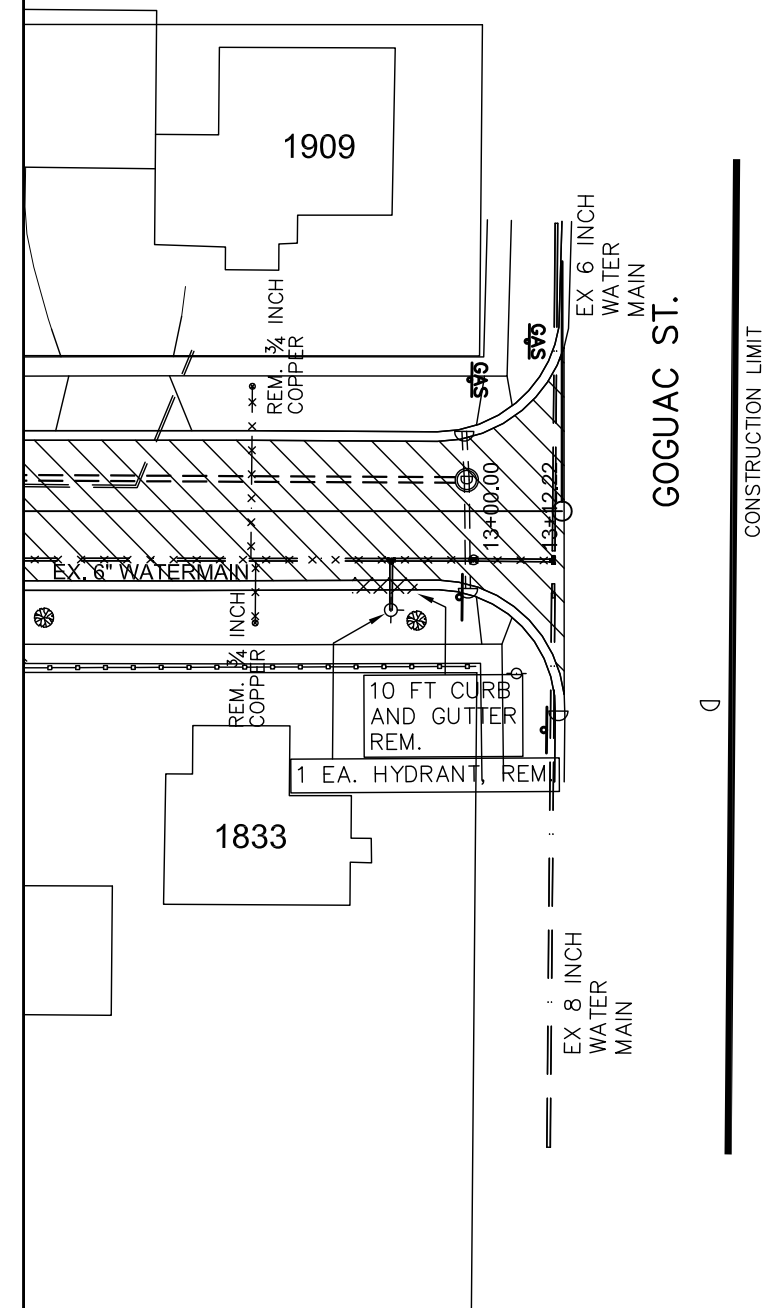 1909
REM. ¾ INCH
COPPER
EX 6 INCH
WATER
MAIN
GAS
GAS
GOGUAC ST.
CONSTRUCTION LIMIT
13+00.00
13+12.22
EX. 6" WATERMAIN
REM. ¾ INCH
COPPER
10 FT CURB
AND GUTTER
REM.
1 EA. HYDRANT, REM.
1833
EX 8 INCH
WATER
MAIN